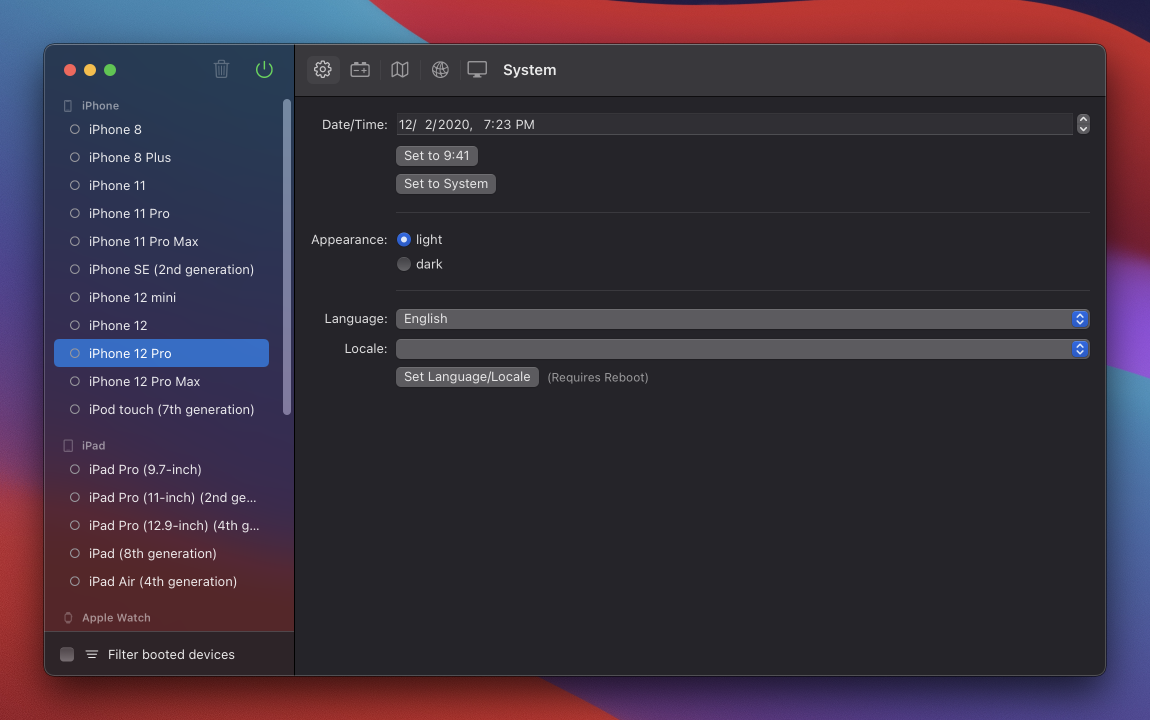 iPhone
iPhone 8
iPhone 8 Plus
iPhone 11
iPhone 11 Pro
iPhone 11 Pro Max
iPhone SE (2nd generation)
iPhone 12 mini
iPhone 12
iPhone 12 Pro
iPhone 12 Pro Max
iPod touch (7th generation)
iPad
iPad Pro (9.7-inch)
iPad Pro (11-inch) (2nd ge...
iPad Pro (12.9-inch) (4th g...
iPad (8th generation)
iPad Air (4th generation)
Apple Watch
Filter booted devices
System
Date/Time: 12/ 2/2020, 7:23 PM
Set to 9:41
Set to System
Appearance: light
dark
Language: English
Locale:
Set Language/Locale (Requires Reboot)